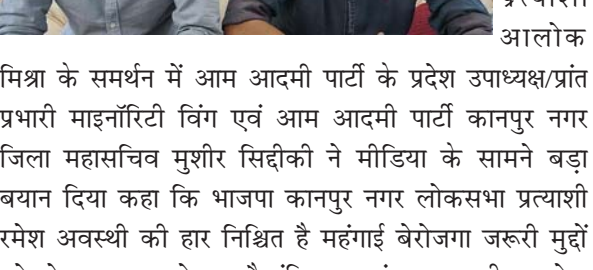 आलोक
मिश्रा के समर्थन में आम आदमी पार्टी के प्रदेश उपाध्यक्ष/प्रांत
प्रभारी माइनॉरिटी विंग एवं आम आदमी पार्टी कानपुर नगर
जिला महासचिव मुशीर सिद्दीकी ने मीडिया के सामने बड़ा
बयान दिया कहा कि भाजपा कानपुर नगर लोकसभा प्रत्याशी
रमेश अवस्थी की हार निश्चित है महंगाई बेरोजगा जरूरी मुद्दों